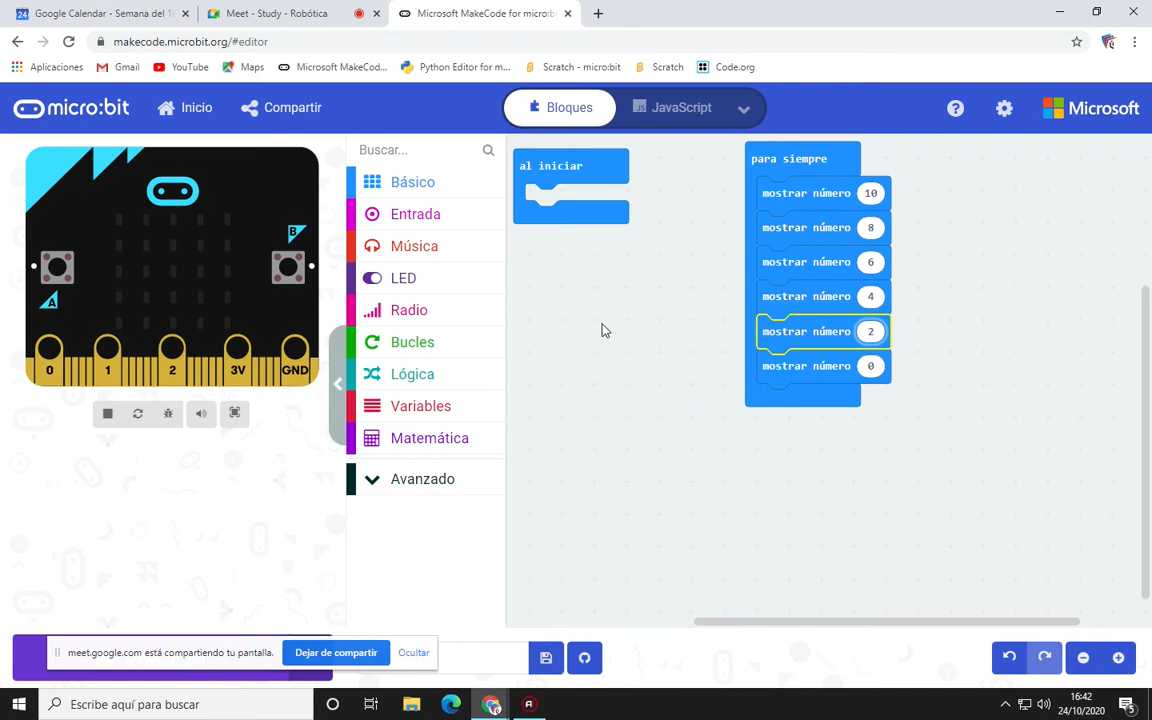 Google Calendar - Semana del 18
Meet - Study - Robótica
Microsoft MakeCode for micro:bi
makecode.microbit.org/#editor
Aplicaciones
Gmail
YouTube
Maps
Microsoft MakeCod...
Python Editor for m...
Scratch - micro:bit
Scratch
Code.org
micro:bit
Inicio
Compartir
Bloques
JS JavaScript
Microsoft
Buscar...
Básico
Entrada
Música
LED
Radio
Bucles
Lógica
Variables
Matemática
Avanzado
A
B
0
1
2
3V
GND
al iniciar
para siempre
mostrar número 10
mostrar número 8
mostrar número 6
mostrar número 4
mostrar número 2
mostrar número 0
meet.google.com está compartiendo tu pantalla.
Dejar de compartir
Ocultar
Escribe aquí para buscar
16:42
24/10/2020
5